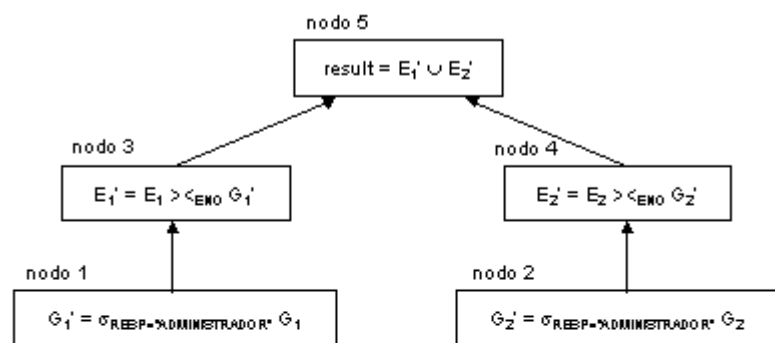 nodo 5
result = E₁' ∪ E₂'
nodo 3
nodo 4
E₁' = E₁ ><ENO G₁'
E₂' = E₂ ><ENO G₂'
nodo 1
nodo 2
G₁' = σRESP="ADMINISTRADOR" G₁
G₂' = σRESP="ADMINISTRADOR" G₂